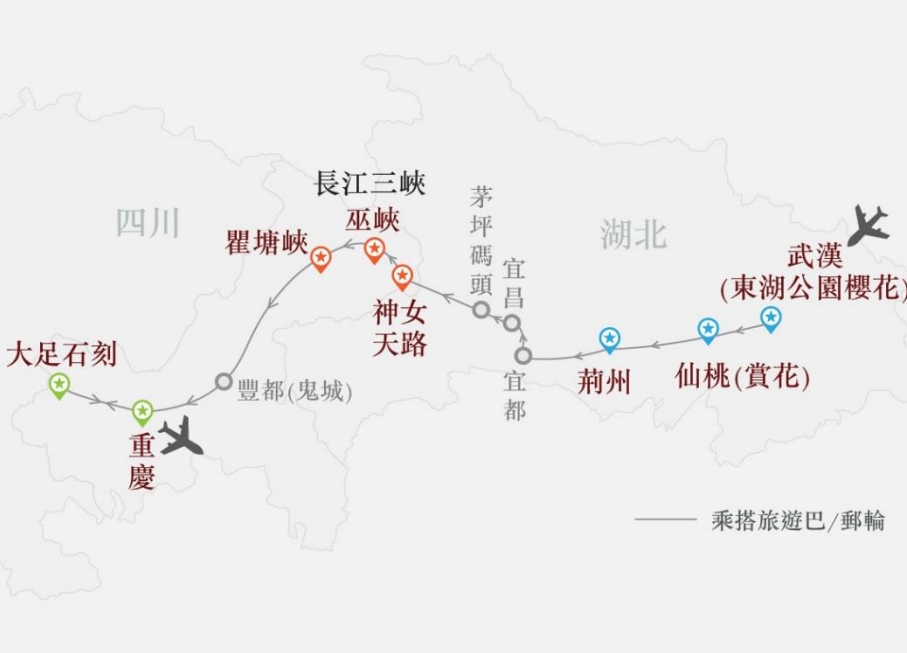 長江三峽
四川
瞿塘峽
巫峽
神女
天路
茅坪碼頭
宜昌
湖北
武漢
(東湖公園櫻花)
大足石刻
重慶
豐都(鬼城)
宜都
荊州
仙桃(賞花)
乘搭旅遊巴/郵輪